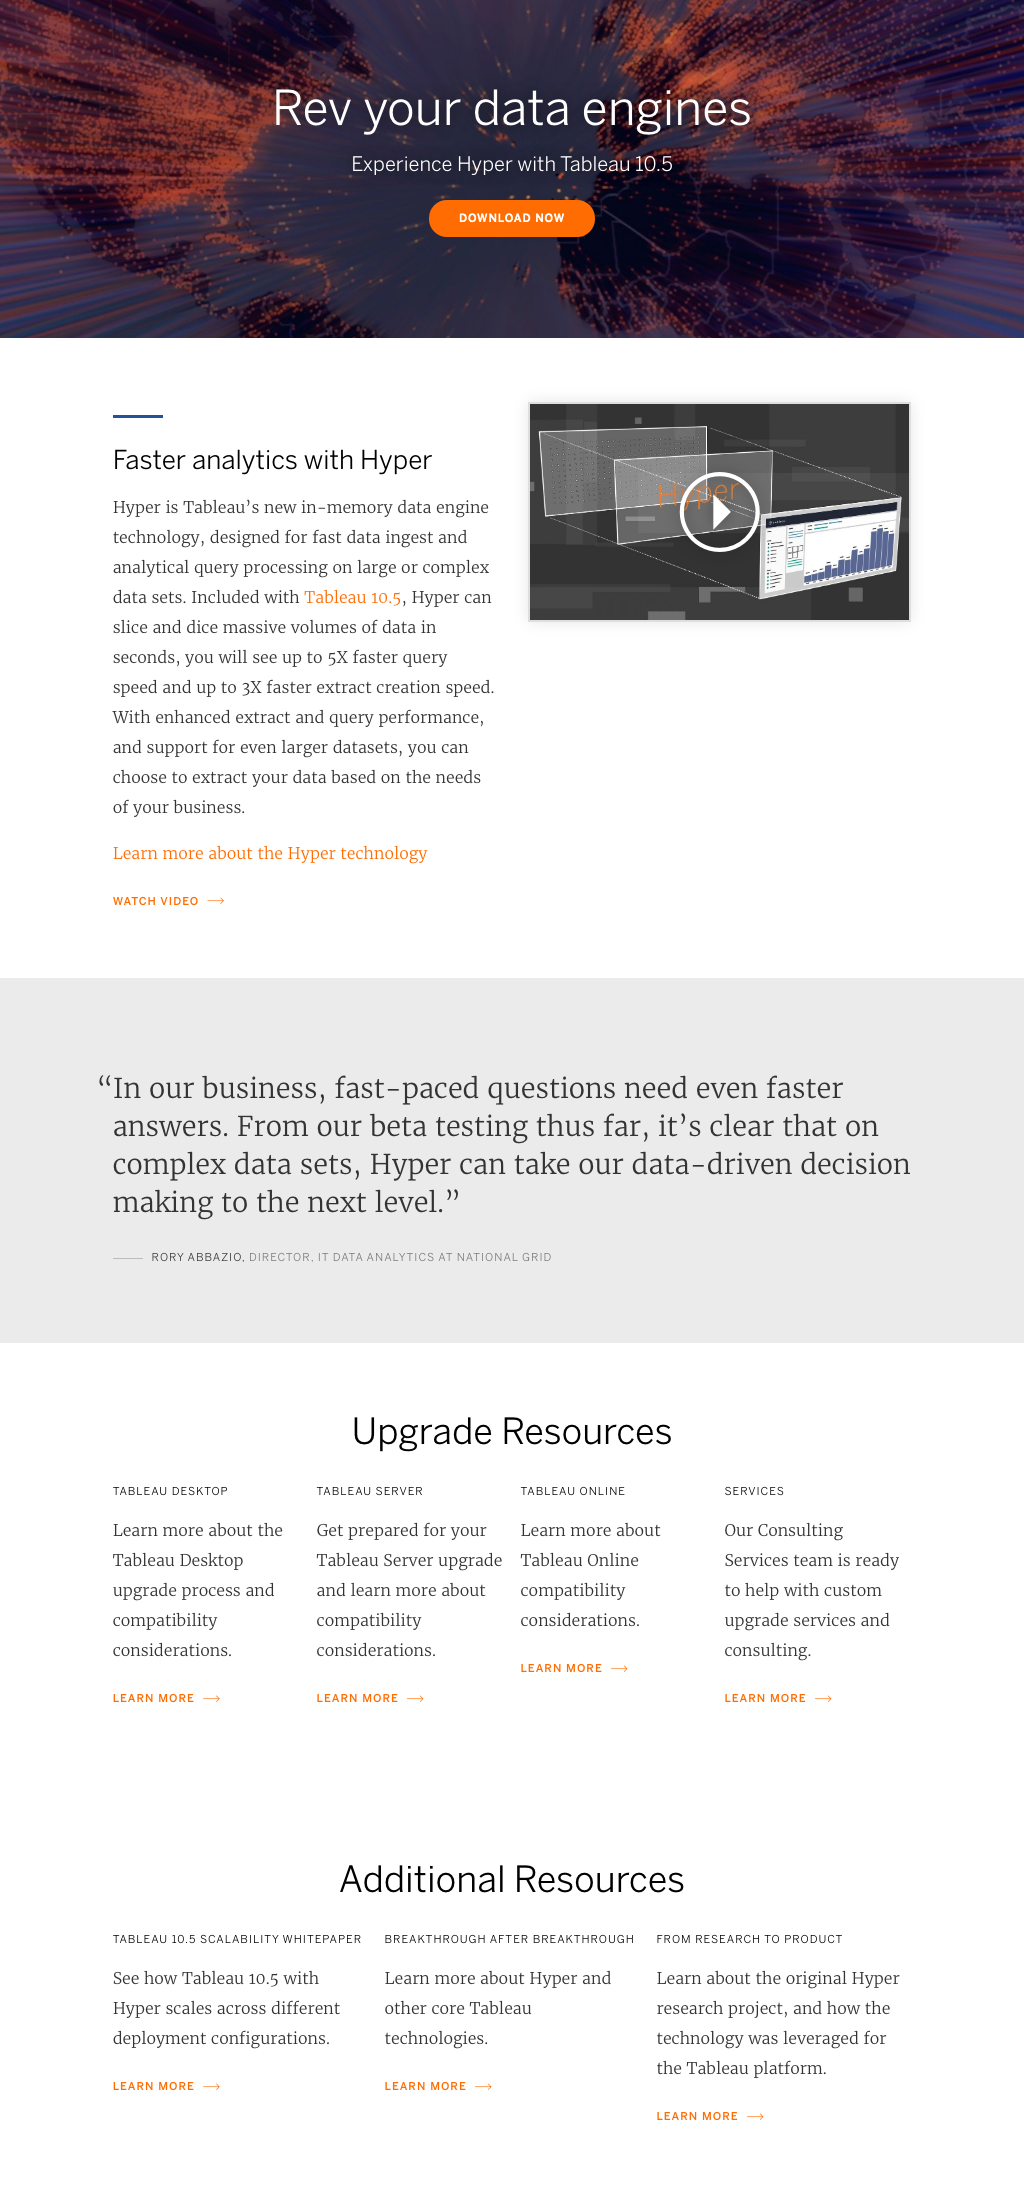 Rev your data engines
Experience Hyper with Tableau 10.5
DOWNLOAD NOW
Faster analytics with Hyper
Hyper is Tableau’s new in-memory data engine
technology, designed for fast data ingest and
analytical query processing on large or complex
data sets. Included with Tableau 10.5, Hyper can
slice and dice massive volumes of data in
seconds, you will see up to 5X faster query
speed and up to 3X faster extract creation speed.
With enhanced extract and query performance,
and support for even larger datasets, you can
choose to extract your data based on the needs
of your business.
Learn more about the Hyper technology
WATCH VIDEO
Hyper
“In our business, fast-paced questions need even faster
answers. From our beta testing thus far, it’s clear that on
complex data sets, Hyper can take our data-driven decision
making to the next level.”
RORY ABBAZIO, DIRECTOR, IT DATA ANALYTICS AT NATIONAL GRID
Upgrade Resources
TABLEAU DESKTOP
Learn more about the
Tableau Desktop
upgrade process and
compatibility
considerations.
LEARN MORE
TABLEAU SERVER
Get prepared for your
Tableau Server upgrade
and learn more about
compatibility
considerations.
LEARN MORE
TABLEAU ONLINE
Learn more about
Tableau Online
compatibility
considerations.
LEARN MORE
SERVICES
Our Consulting
Services team is ready
to help with custom
upgrade services and
consulting.
LEARN MORE
Additional Resources
TABLEAU 10.5 SCALABILITY WHITEPAPER
See how Tableau 10.5 with
Hyper scales across different
deployment configurations.
LEARN MORE
BREAKTHROUGH AFTER BREAKTHROUGH
Learn more about Hyper and
other core Tableau
technologies.
LEARN MORE
FROM RESEARCH TO PRODUCT
Learn about the original Hyper
research project, and how the
technology was leveraged for
the Tableau platform.
LEARN MORE